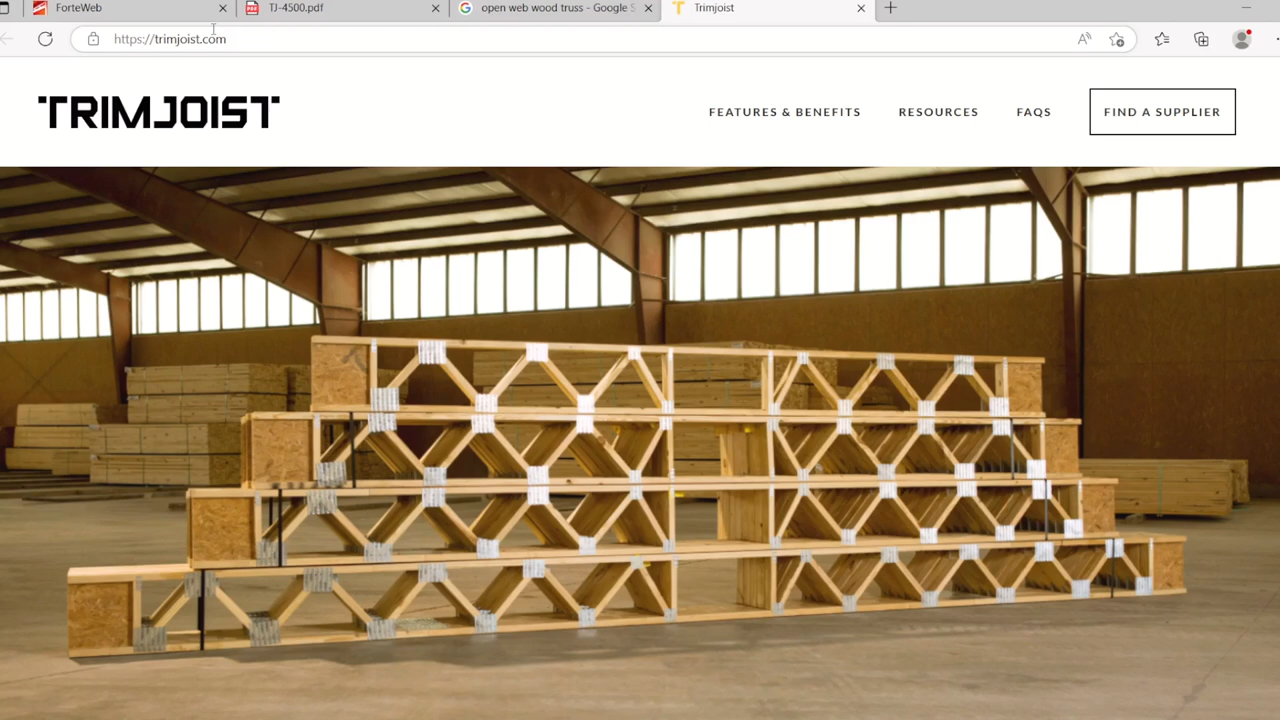 ForteWeb
TJ-4500.pdf
open web wood truss - Google S
Trimjoist
https://trimjoist.com
TRIMJOIST
FEATURES & BENEFITS
RESOURCES
FAQS
FIND A SUPPLIER